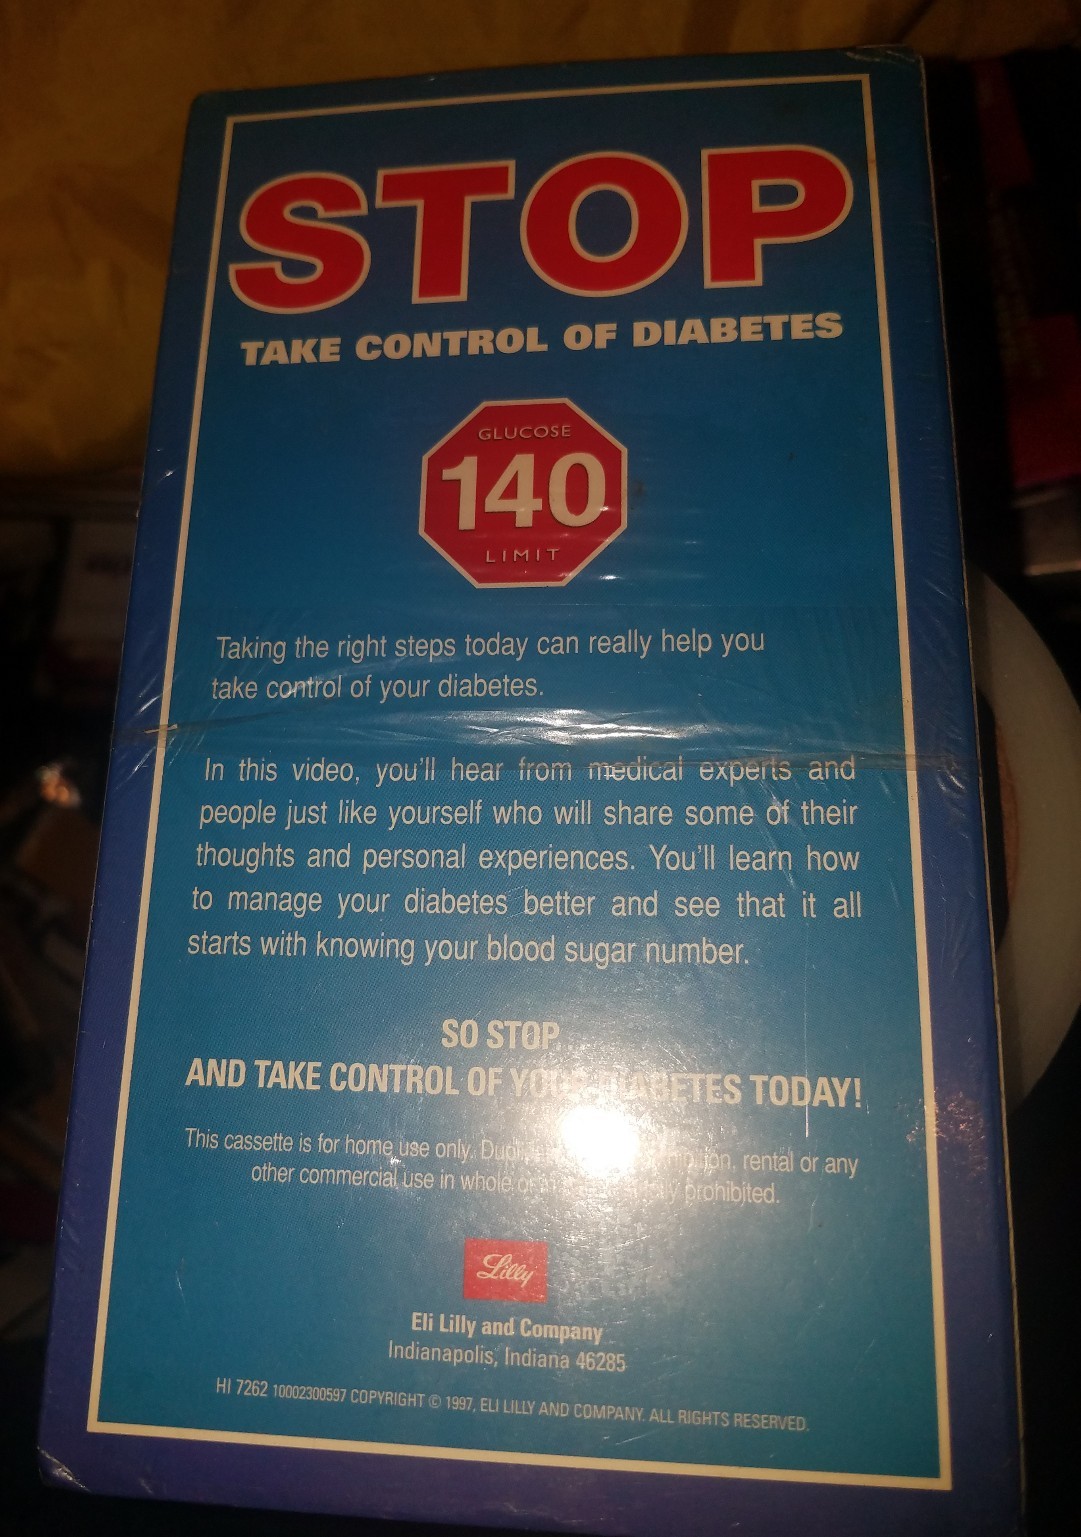 STOP
TAKE CONTROL OF DIABETES
GLUCOSE
140
LIMIT
Taking the right steps today can really help you
take control of your diabetes.
In this video, you'll hear from medical experts and
people just like yourself who will share some of their
thoughts and personal experiences. You'll learn how
to manage your diabetes better and see that it all
starts with knowing your blood sugar number.
SO STOP...
AND TAKE CONTROL OF YOUR DIABETES TODAY!
This cassette is for home use only. rental or any
other commercial use in whole or prohibited.
Lilly
Eli Lilly and Company
Indianapolis, Indiana 46285
HI 7262 10002300597 COPYRIGHT © 1997, ELI LILLY AND COMPANY. ALL RIGHTS RESERVED.